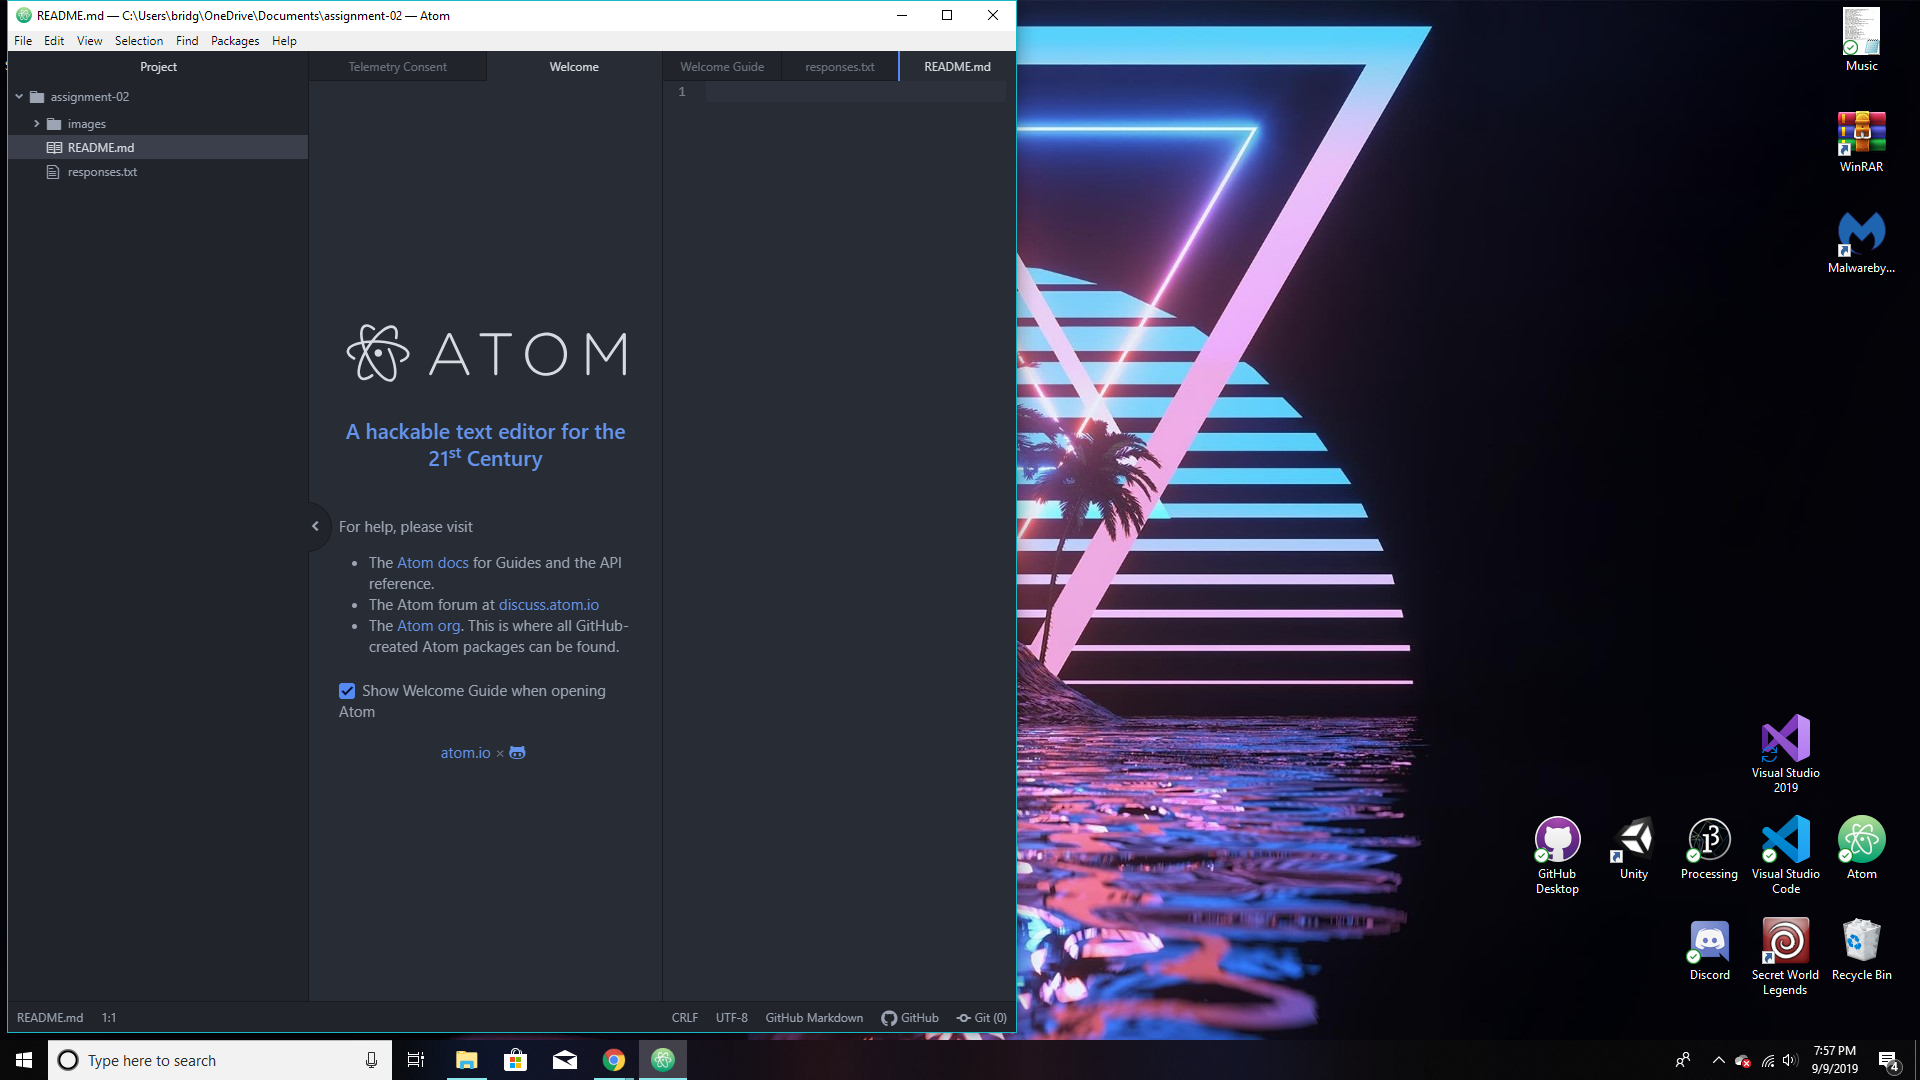 README.md — C:\Users\bridg\OneDrive\Documents\assignment-02 — Atom
File Edit View Selection Find Packages Help
Project
assignment-02
images
README.md
responses.txt
Telemetry Consent
Welcome
ATOM
A hackable text editor for the
21st Century
For help, please visit
• The Atom docs for Guides and the API
reference.
• The Atom forum at discuss.atom.io
• The Atom org. This is where all GitHub-
created Atom packages can be found.
Show Welcome Guide when opening
Atom
atom.io ×
Welcome Guide
responses.txt
README.md
1
README.md 1:1
CRLF UTF-8 GitHub Markdown GitHub Git (0)
Music
WinRAR
Malwareby...
Visual Studio
2019
GitHub
Desktop
Unity
Processing
Visual Studio
Code
Atom
Discord
Secret World
Legends
Recycle Bin
Type here to search
7:57 PM
9/9/2019
4